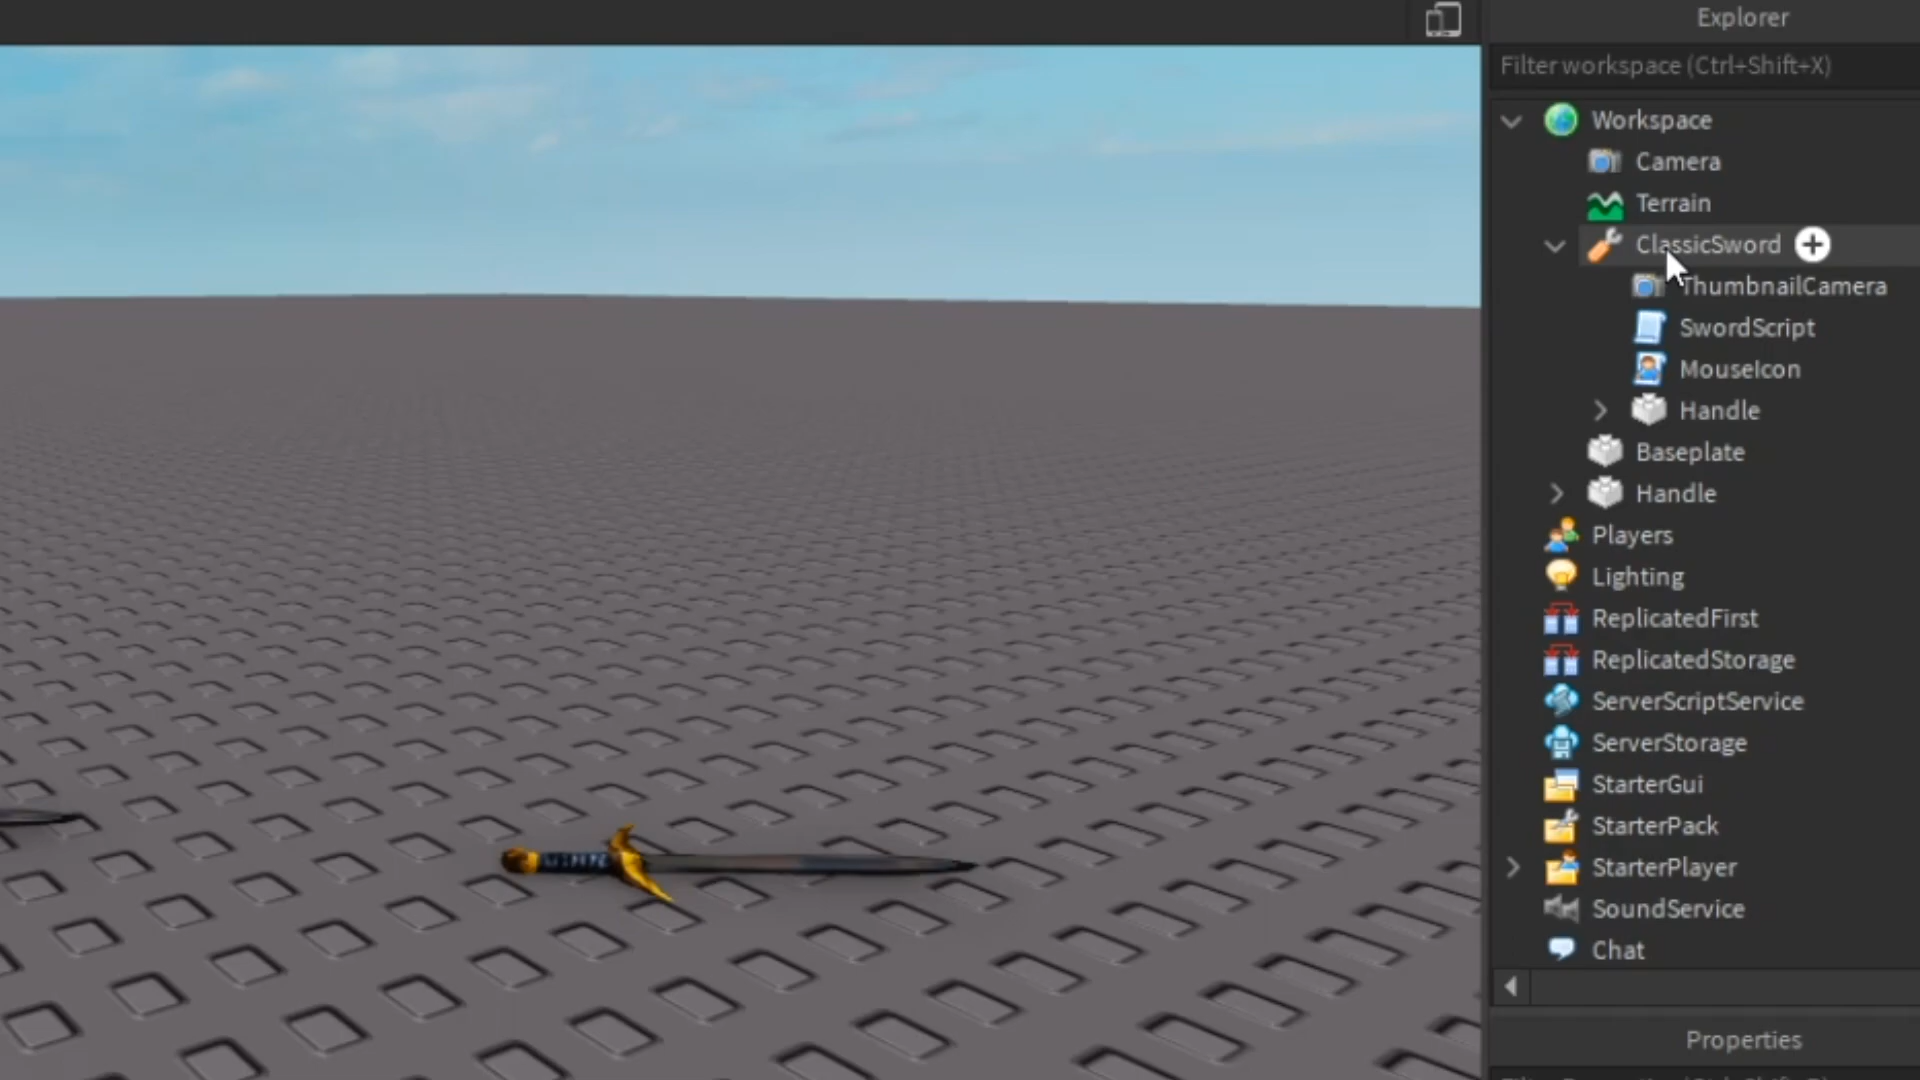 Explorer
Filter workspace (Ctrl+Shift+X)
Workspace
Camera
Terrain
ClassicSword
ThumbnailCamera
SwordScript
MouseIcon
Handle
Baseplate
Handle
Players
Lighting
ReplicatedFirst
ReplicatedStorage
ServerScriptService
ServerStorage
StarterGui
StarterPack
StarterPlayer
SoundService
Chat
Properties